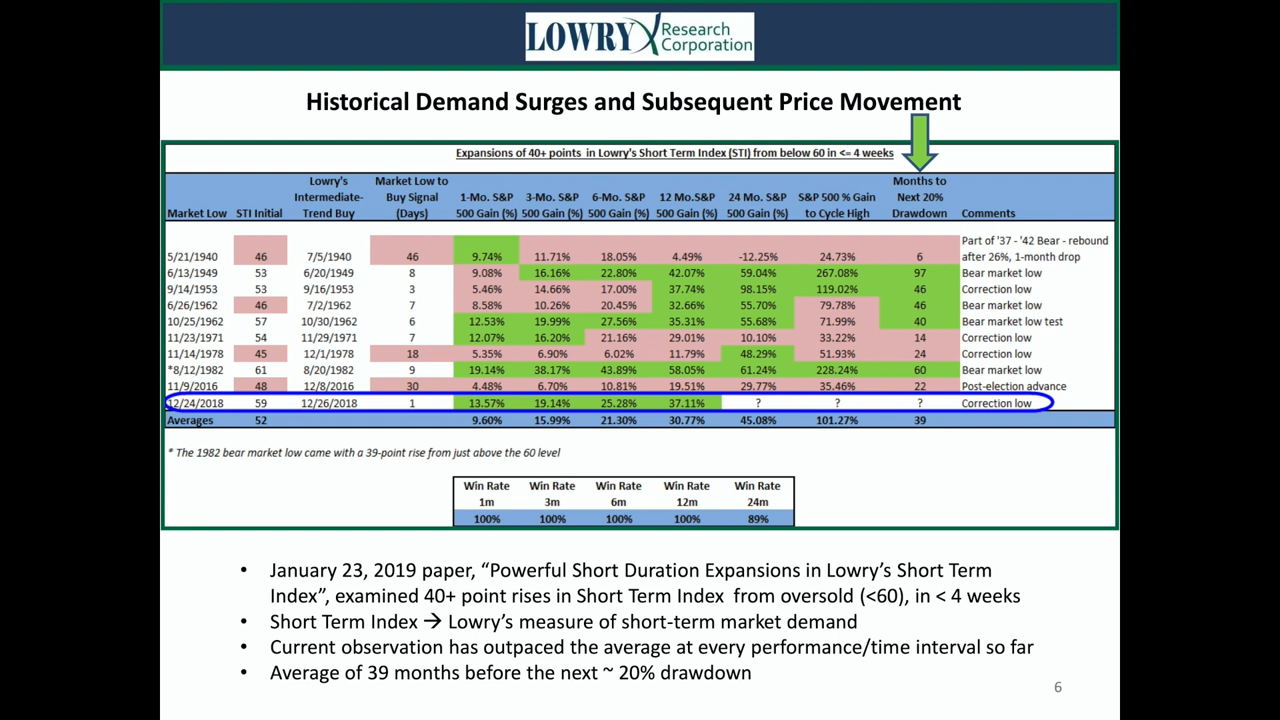 LOWRY Research
Corporation
Historical Demand Surges and Subsequent Price Movement
Expansions of 40+ points in Lowry's Short Term Index (STI) from below 60 in <= 4 weeks
Market Low STI Initial Lowry's Intermediate-Trend Buy Market Low to Buy Signal (Days) 1-Mo. S&P 500 Gain (%) 3-Mo. S&P 500 Gain (%) 6-Mo. S&P 500 Gain (%) 12 Mo.S&P 500 Gain (%) 24 Mo. S&P 500 Gain (%) S&P 500 % Gain to Cycle High Months to Next 20% Drawdown Comments
5/21/1940 46 7/5/1940 46 9.74% 11.71% 18.05% 4.49% -12.25% 24.73% 6 Part of '37 - '42 Bear - rebound after 26%, 1-month drop
6/13/1949 53 6/20/1949 8 9.08% 16.16% 22.80% 42.07% 59.04% 267.08% 97 Bear market low
9/14/1953 53 9/16/1953 3 5.46% 14.66% 17.00% 37.74% 98.15% 119.02% 46 Correction low
6/26/1962 46 7/2/1962 7 8.58% 10.26% 20.45% 32.66% 55.70% 79.78% 46 Bear market low
10/25/1962 57 10/30/1962 6 12.53% 19.99% 27.56% 35.31% 55.68% 71.99% 40 Bear market low test
11/23/1971 54 11/29/1971 7 12.07% 16.20% 21.16% 29.01% 10.10% 33.22% 14 Correction low
11/14/1978 45 12/1/1978 18 5.35% 6.90% 6.02% 11.79% 48.29% 51.93% 24 Correction low
*8/12/1982 61 8/20/1982 9 19.14% 38.17% 43.89% 58.05% 61.24% 228.24% 60 Bear market low
11/9/2016 48 12/8/2016 30 4.48% 6.70% 10.81% 19.51% 29.77% 35.46% 22 Post-election advance
12/24/2018 59 12/26/2018 1 13.57% 19.14% 25.28% 37.11% ? ? ? Correction low
Averages 52 9.60% 15.99% 21.30% 30.77% 45.08% 101.27% 39
* The 1982 bear market low came with a 39-point rise from just above the 60 level
Win Rate Win Rate Win Rate Win Rate Win Rate
1m 3m 6m 12m 24m
100% 100% 100% 100% 89%
• January 23, 2019 paper, “Powerful Short Duration Expansions in Lowry’s Short Term
Index”, examined 40+ point rises in Short Term Index from oversold (<60), in < 4 weeks
• Short Term Index → Lowry’s measure of short-term market demand
• Current observation has outpaced the average at every performance/time interval so far
• Average of 39 months before the next ~ 20% drawdown
6